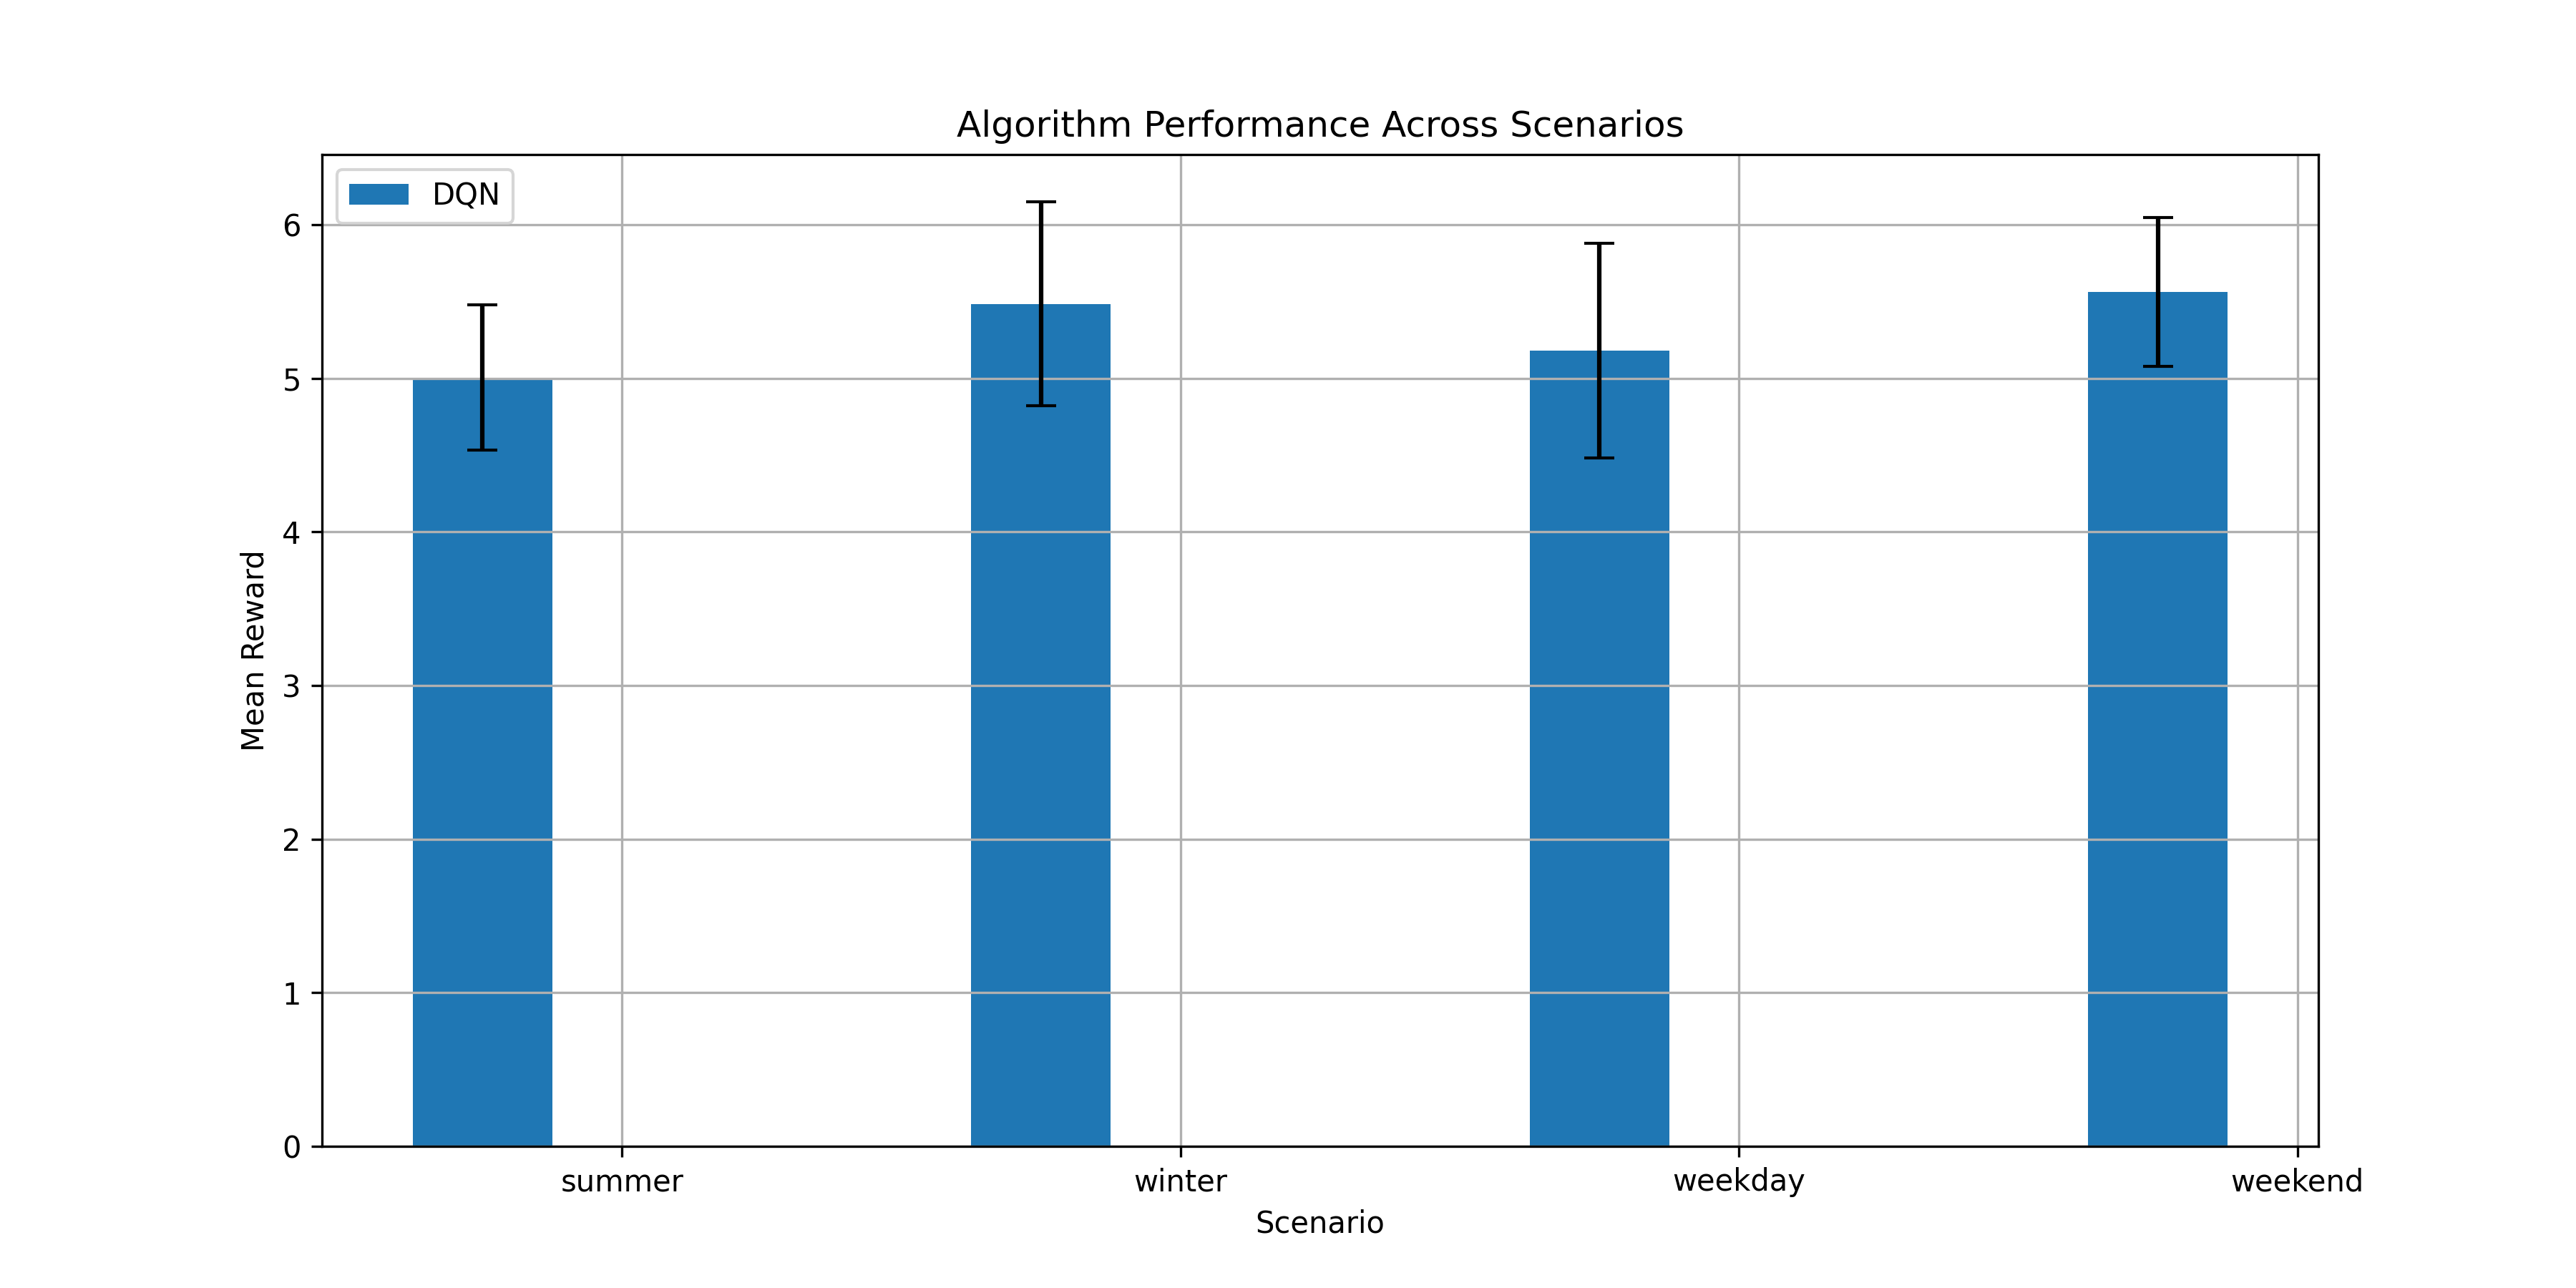 Algorithm Performance Across Scenarios
DQN
6
5
4
3
2
1
0
Mean Reward
summer winter weekday weekend
Scenario